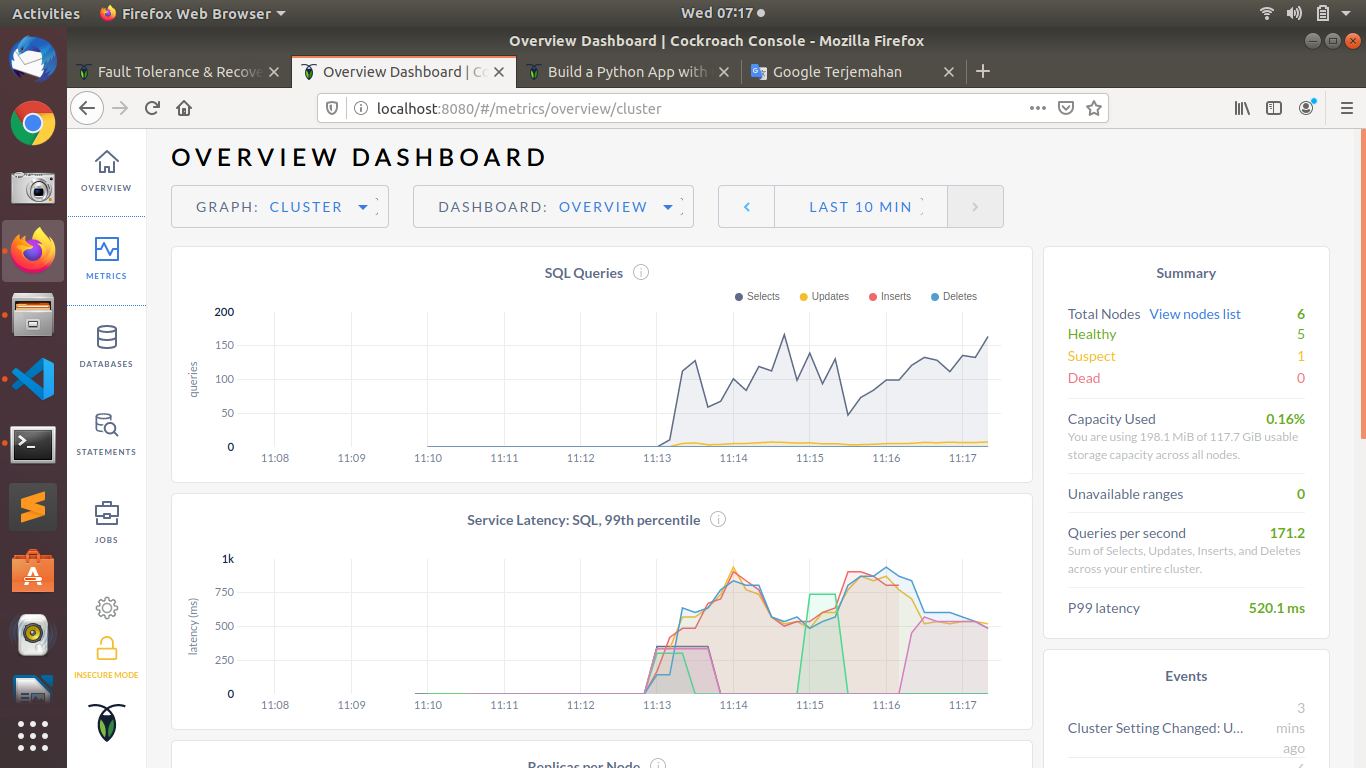 Activities Firefox Web Browser Wed 07:17
Overview Dashboard | Cockroach Console - Mozilla Firefox
Fault Tolerance & Recove Overview Dashboard | Co Build a Python App with Google Terjemahan
localhost:8080/#/metrics/overview/cluster
OVERVIEW
METRICS
DATABASES
STATEMENTS
JOBS
INSECURE MODE
OVERVIEW DASHBOARD
GRAPH: CLUSTER DASHBOARD: OVERVIEW LAST 10 MIN
SQL Queries
Selects Updates Inserts Deletes
queries
200
150
100
50
0
11:08 11:09 11:10 11:11 11:12 11:13 11:14 11:15 11:16 11:17
Service Latency: SQL, 99th percentile
latency (ms)
1k
750
500
250
0
11:08 11:09 11:10 11:11 11:12 11:13 11:14 11:15 11:16 11:17
Replicas per Node
Summary
Total Nodes View nodes list 6
Healthy 5
Suspect 1
Dead 0
Capacity Used 0.16%
You are using 198.1 MiB of 117.7 GiB usable
storage capacity across all nodes.
Unavailable ranges 0
Queries per second 171.2
Sum of Selects, Updates, Inserts, and Deletes
across your entire cluster.
P99 latency 520.1 ms
Events
Cluster Setting Changed: U... 3
mins
ago